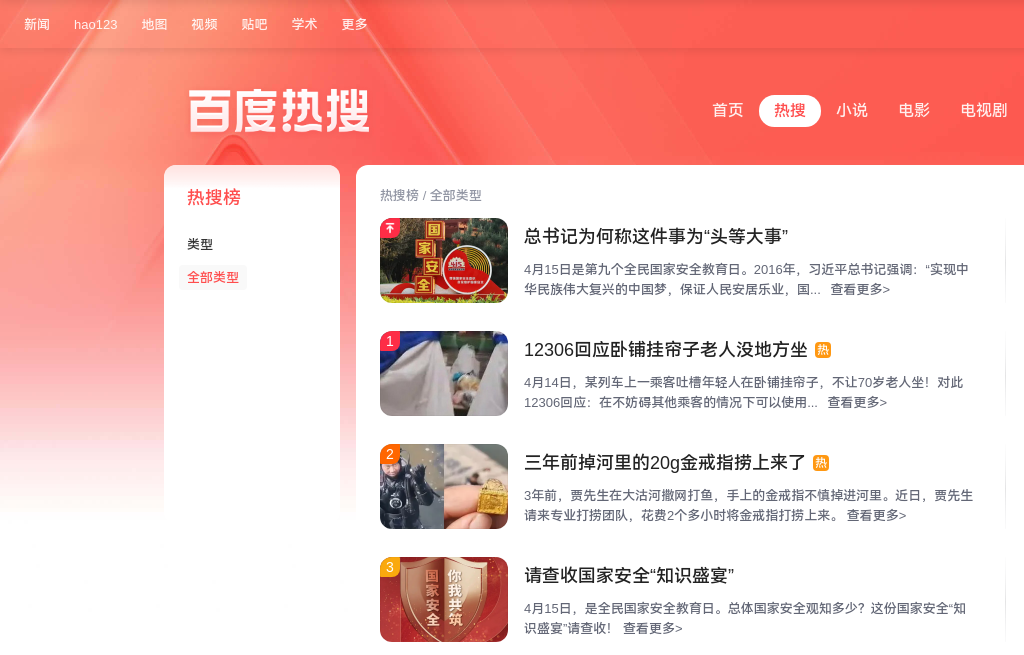 新闻 hao123 地图 视频 贴吧 学术 更多
百度热搜
首页 热搜 小说 电影 电视剧
热搜榜
类型
全部类型
热搜榜 / 全部类型
国家安全
总书记为何称这件事为“头等大事”
4月15日是第九个全民国家安全教育日。2016年，习近平总书记强调：“实现中
华民族伟大复兴的中国梦，保证人民安居乐业，国... 查看更多>
1
12306回应卧铺挂帘子老人没地方坐 热
4月14日，某列车上一乘客吐槽年轻人在卧铺挂帘子，不让70岁老人坐！对此
12306回应：在不妨碍其他乘客的情况下可以使用... 查看更多>
2
三年前掉河里的20g金戒指捞上来了 热
3年前，贾先生在大沽河撒网打鱼，手上的金戒指不慎掉进河里。近日，贾先生
请来专业打捞团队，花费2个多小时将金戒指打捞上来。 查看更多>
3
国家安全
你我共筑
请查收国家安全“知识盛宴”
4月15日，是全民国家安全教育日。总体国家安全观知多少？这份国家安全“知
识盛宴”请查收！ 查看更多>